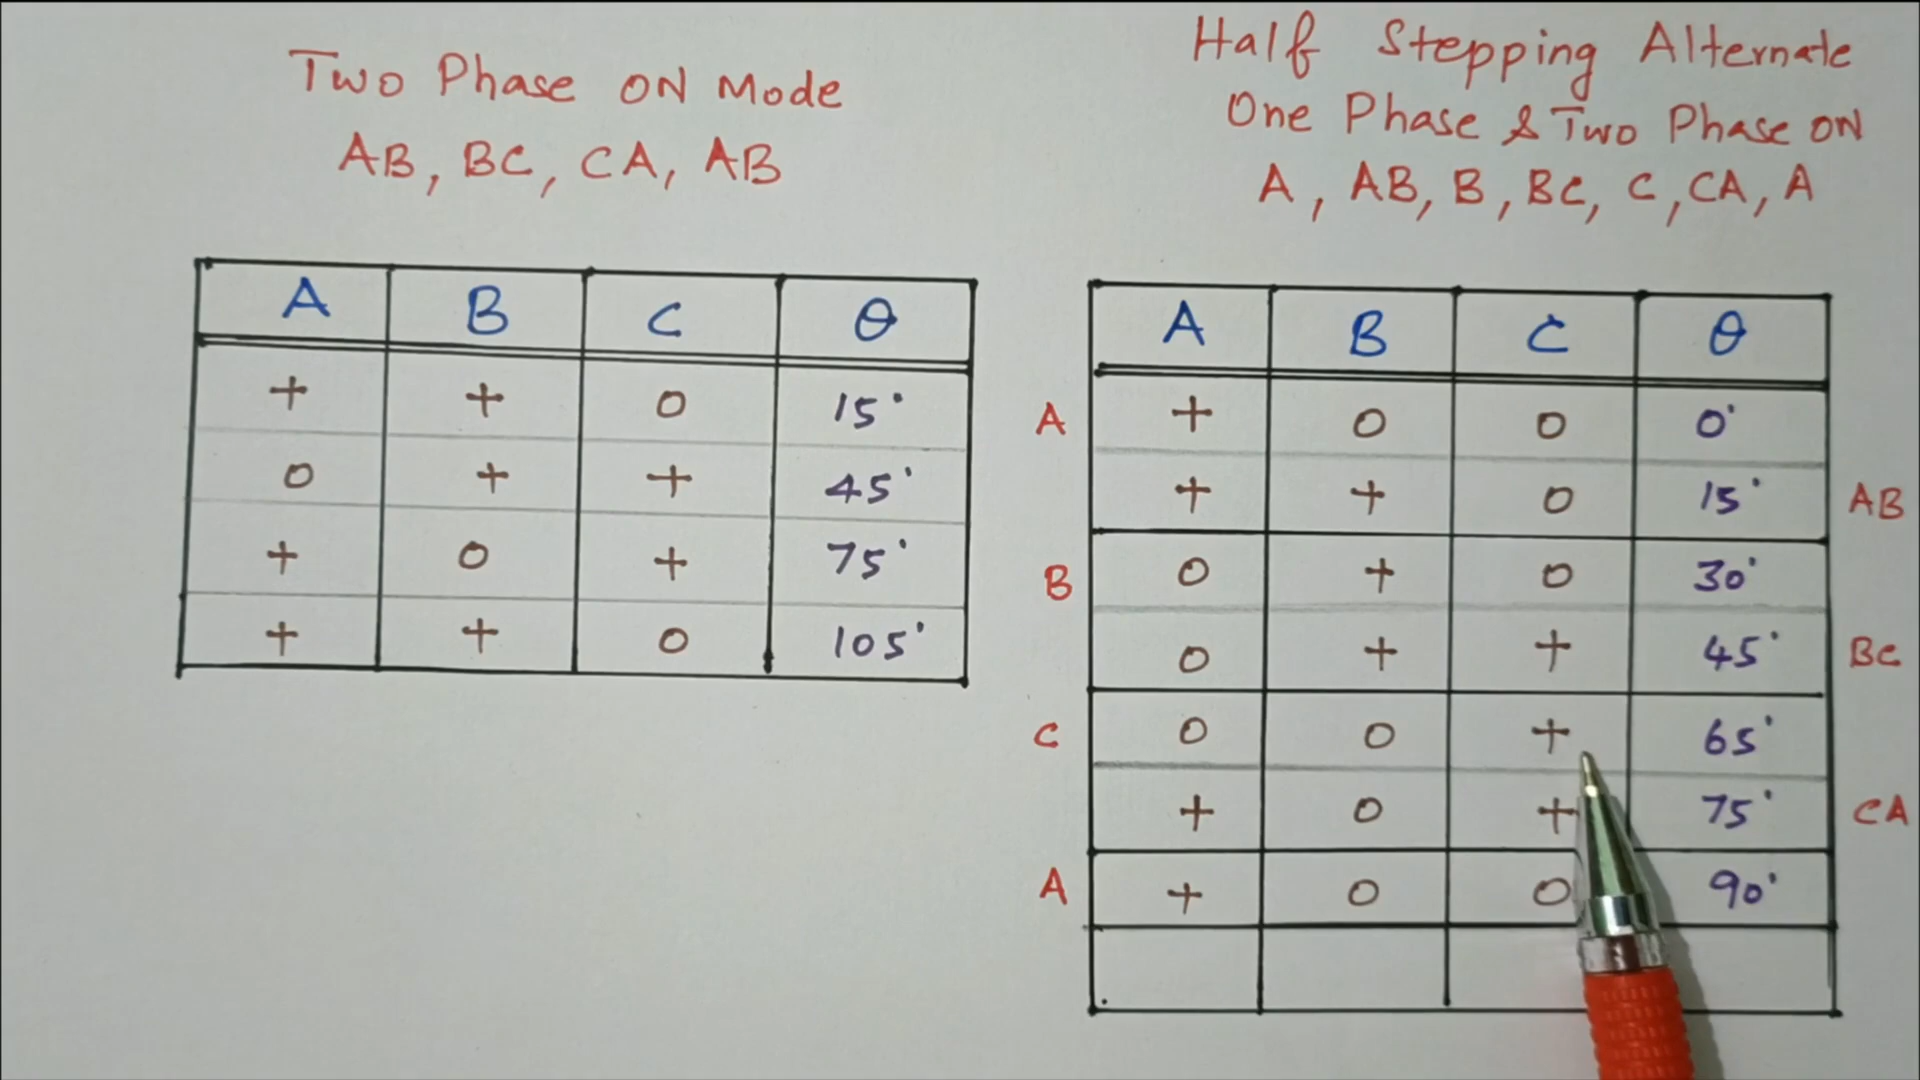 Two Phase ON Mode
AB, BC, CA, AB
A B C θ
+ + 0 15°
0 + + 45°
+ 0 + 75°
+ + 0 105°
Half Stepping Alternate
One Phase & Two Phase ON
A, AB, B, BC, C, CA, A
A B C θ
A + 0 0 0°
+ + 0 15° AB
B 0 + 0 30°
0 + + 45° BC
C 0 0 + 65°
+ 0 + 75° CA
A + 0 0 90°